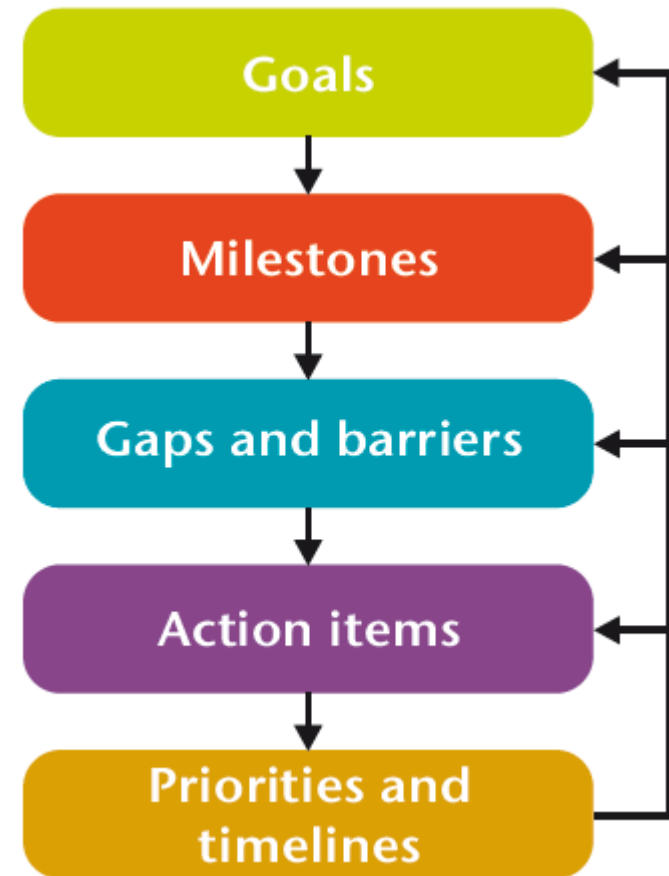 Goals
Milestones
Gaps and barriers
Action items
Priorities and
timelines